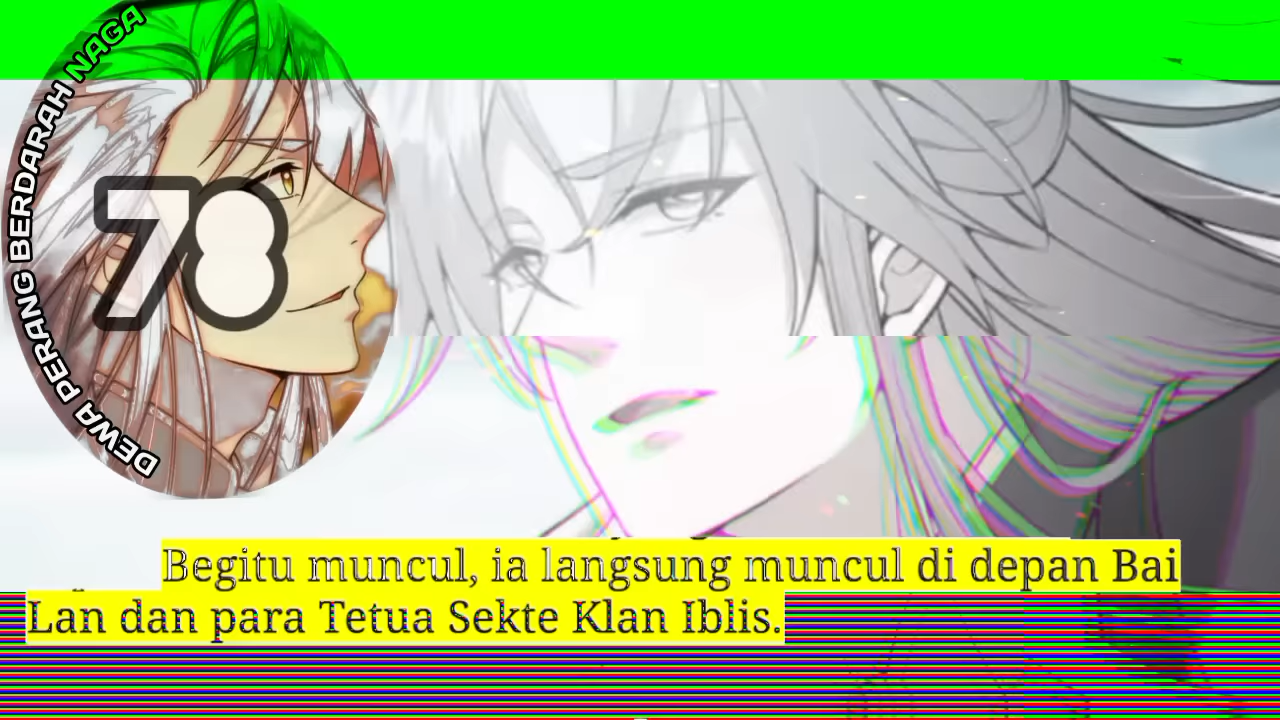 DEWA PERANG BERDARAH NAGA
78
Begitu muncul, ia langsung muncul di depan Bai
Lan dan para Tetua Sekte Klan Iblis.